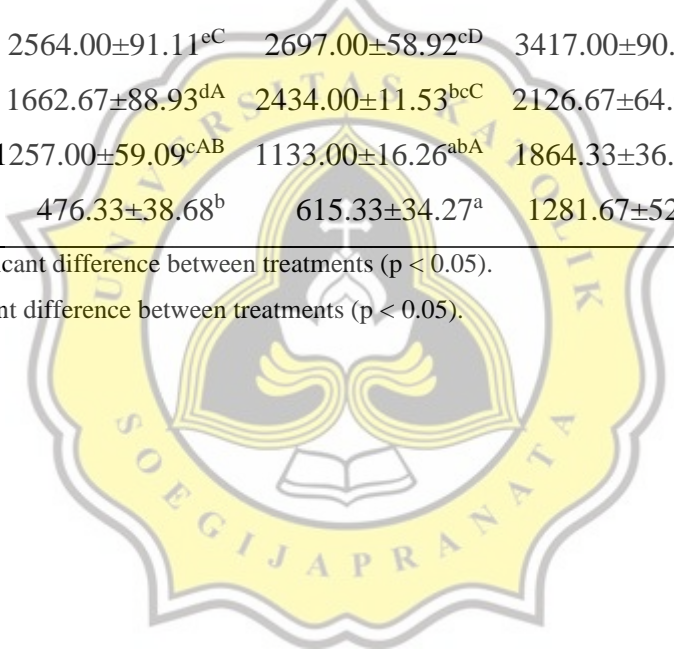 2564.00±91.11eC 2697.00±58.92cD 3417.00±90.
1662.67±88.93dA 2434.00±11.53bcC 2126.67±64.
1257.00±59.09cAB 1133.00±16.26abA 1864.33±36.
476.33±38.68b 615.33±34.27a 1281.67±52
icant difference between treatments (p < 0.05).
nt difference between treatments (p < 0.05).
UNIVERSITAS KATOLIK
SOEGIJAPRANATA